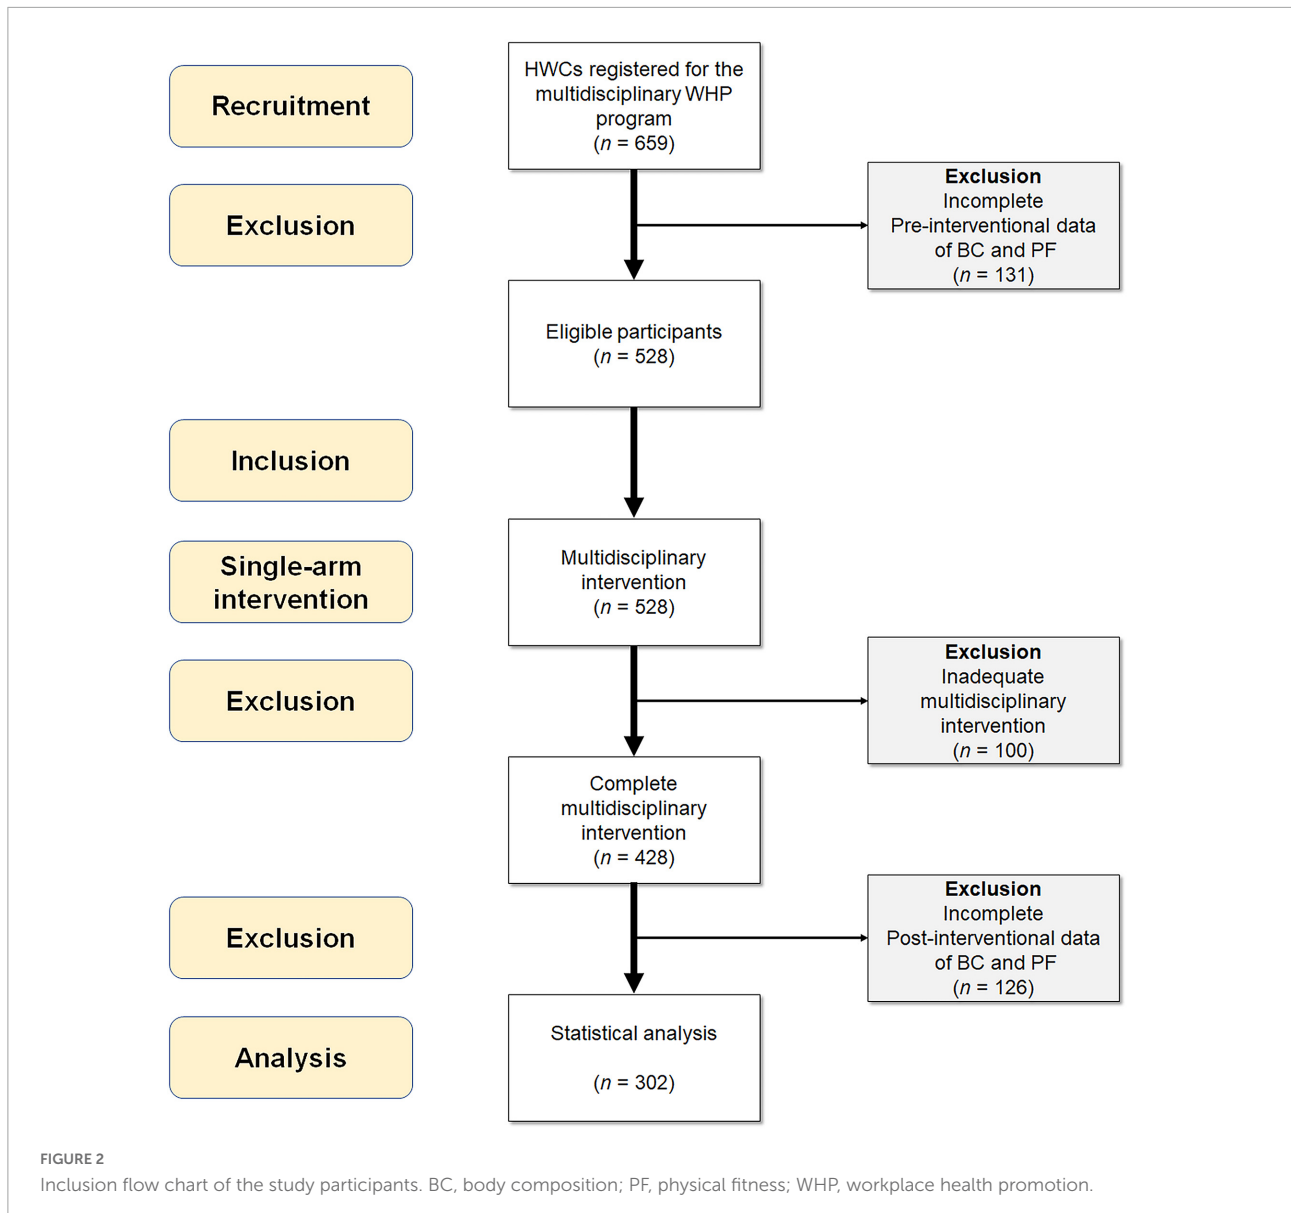 Recruitment
HWCs registered for the
multidisciplinary WHP
program
(n = 659)
Exclusion
Exclusion
Incomplete
Pre-interventional data
of BC and PF
(n = 131)
Eligible participants
(n = 528)
Inclusion
Single-arm
intervention
Multidisciplinary
intervention
(n = 528)
Exclusion
Exclusion
Inadequate
multidisciplinary
intervention
(n = 100)
Complete
multidisciplinary
intervention
(n = 428)
Exclusion
Exclusion
Incomplete
Post-interventional data
of BC and PF
(n = 126)
Analysis
Statistical analysis
(n = 302)
FIGURE 2
Inclusion flow chart of the study participants. BC, body composition; PF, physical fitness; WHP, workplace health promotion.